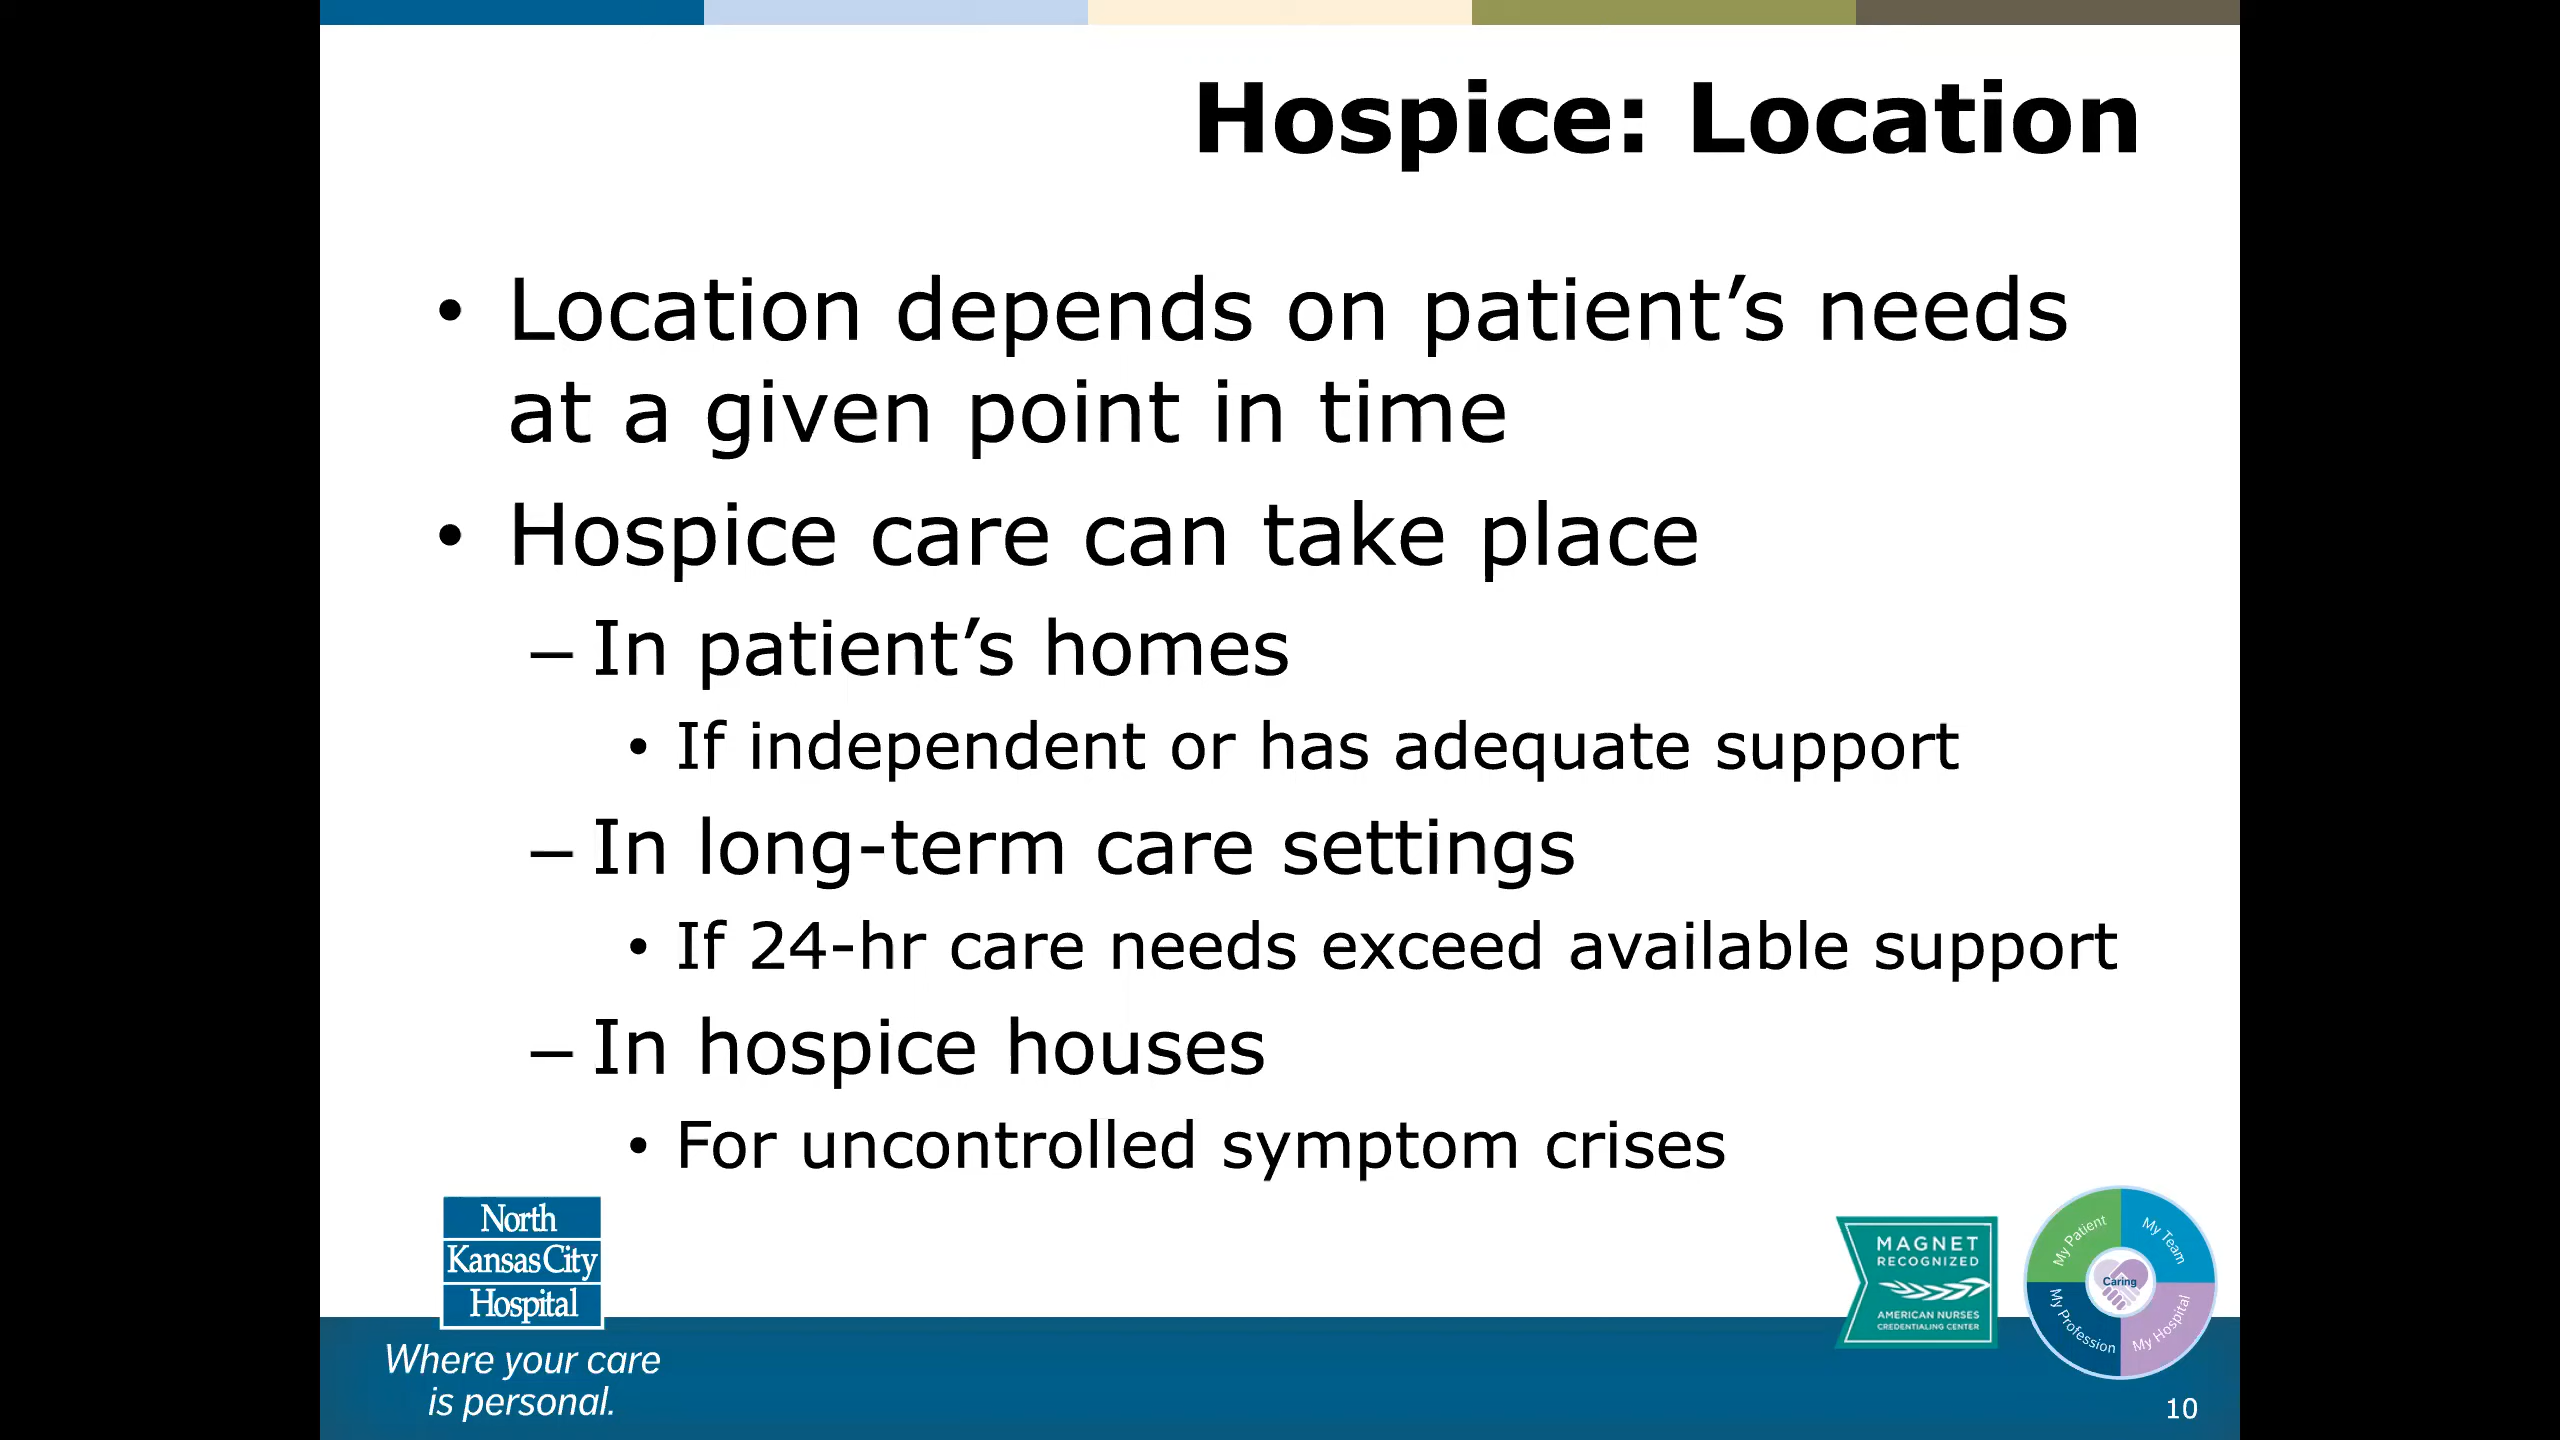 Hospice: Location
• Location depends on patient’s needs
at a given point in time
• Hospice care can take place
– In patient’s homes
• If independent or has adequate support
– In long-term care settings
• If 24-hr care needs exceed available support
– In hospice houses
• For uncontrolled symptom crises
North
Kansas City
Hospital
Where your care
is personal.
MAGNET
RECOGNIZED
AMERICAN NURSES
CREDENTIALING CENTER
My Patient
My Team
Caring
My Profession
My Hospital
10